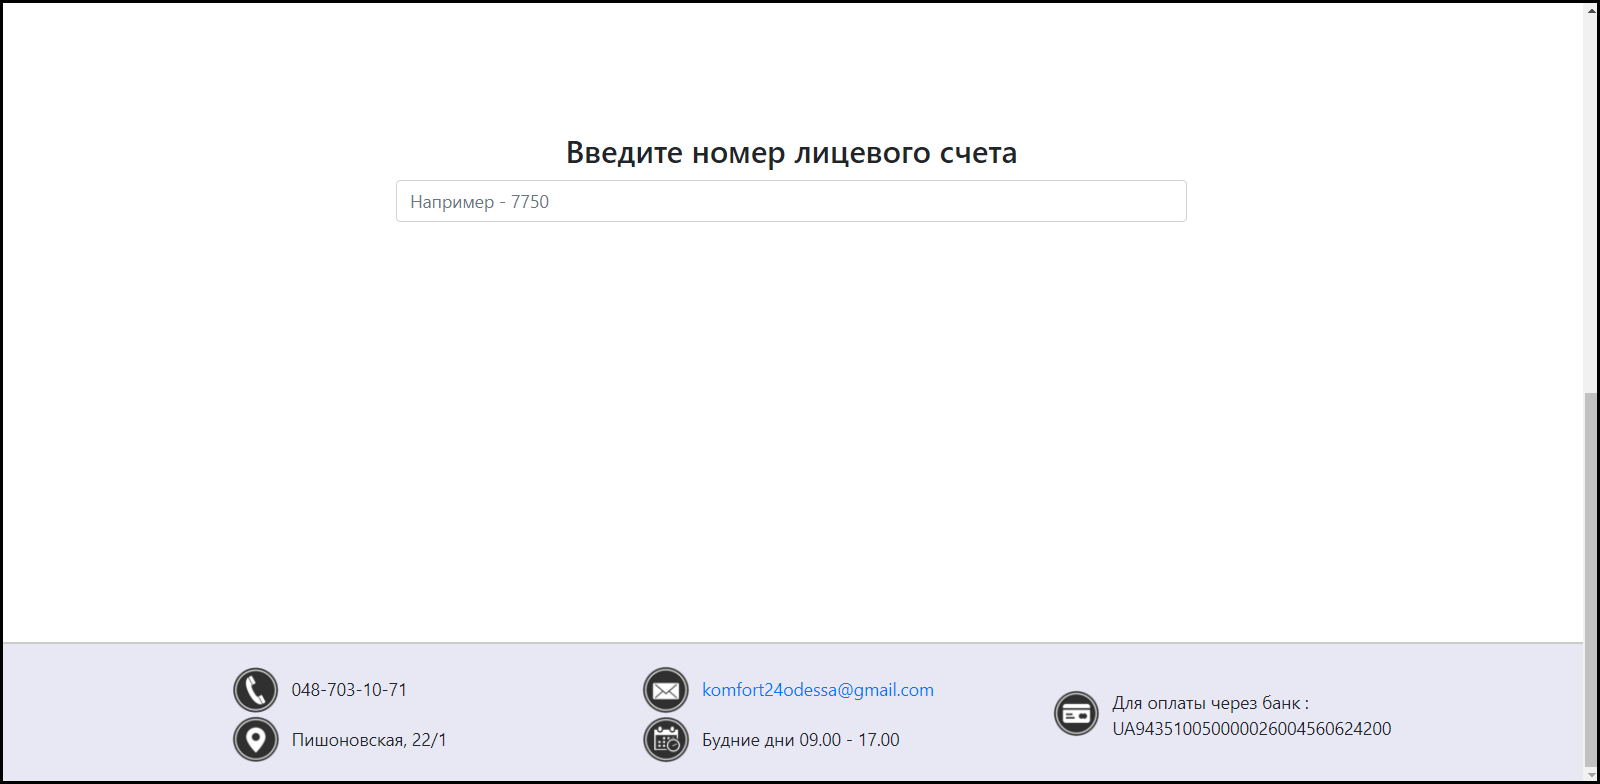 Введите номер лицевого счета
Например - 7750
048-703-10-71
Пишоновская, 22/1
komfort24odessa@gmail.com
Будние дни 09.00 - 17.00
Для оплаты через банк :
UA943510050000026004560624200